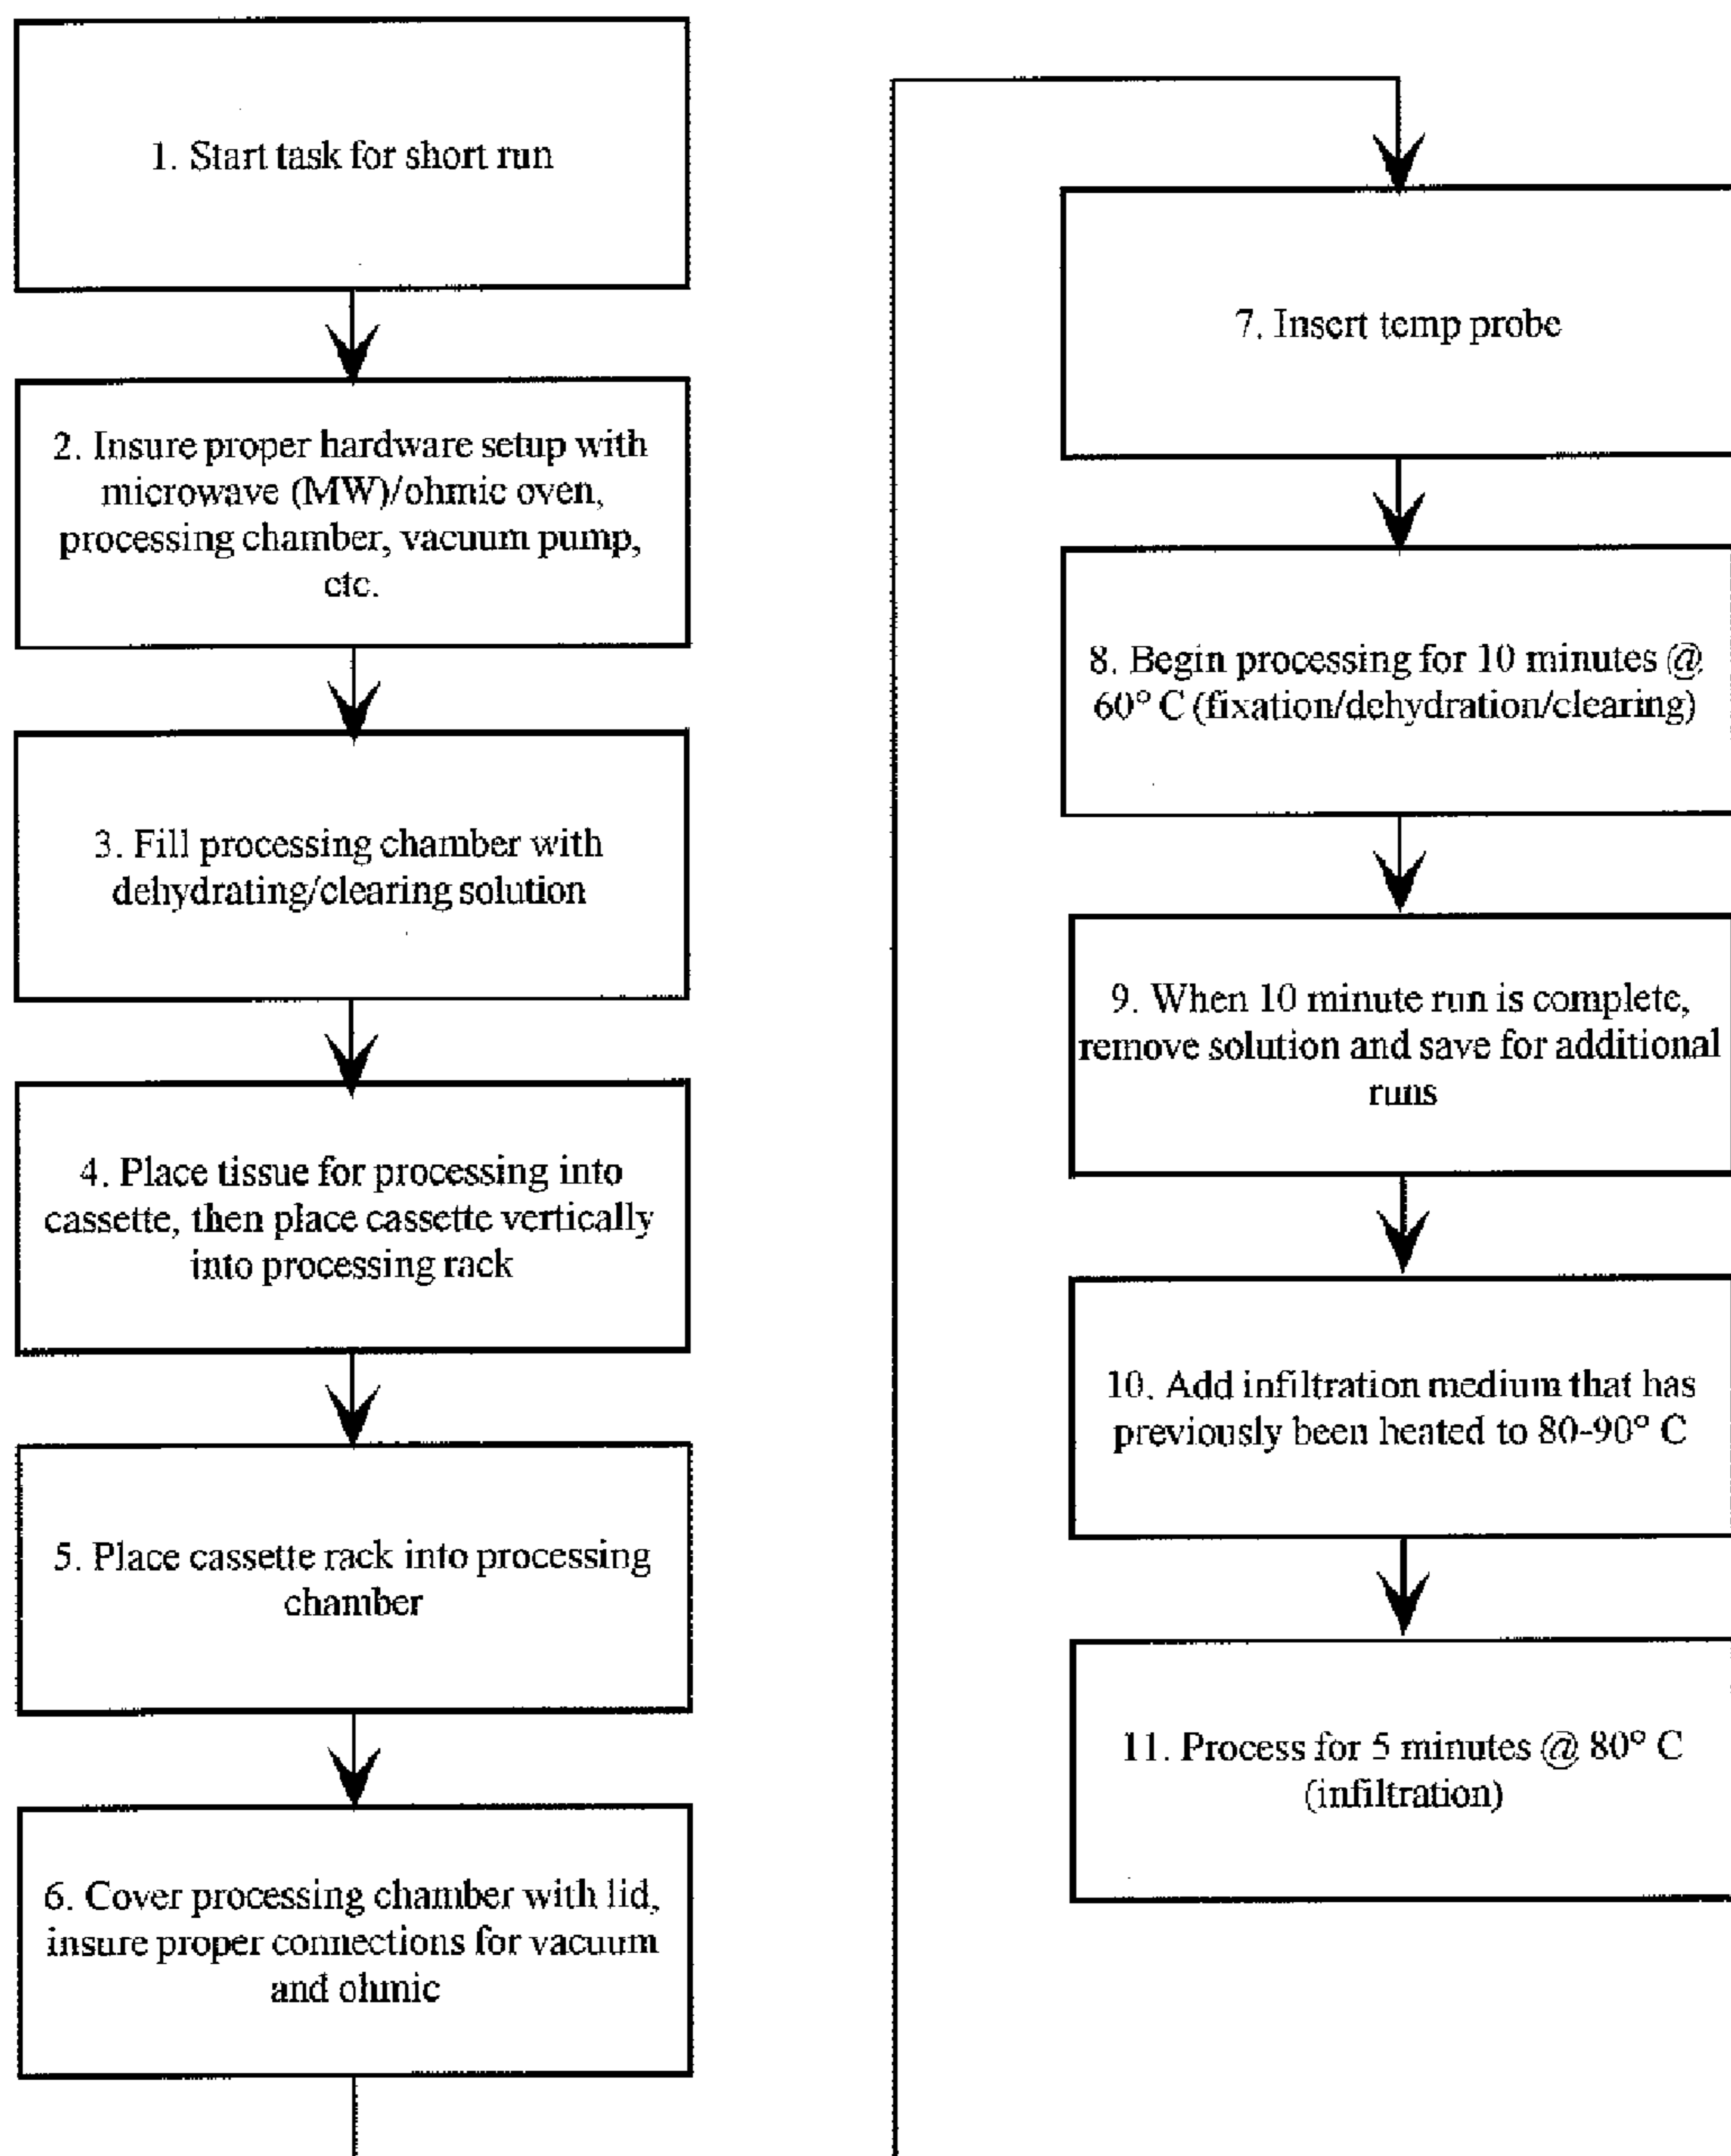 1. Start task for short run
2. Insure proper hardware setup with
microwave (MW)/ohmic oven,
processing chamber, vacuum pump,
etc.
3. Fill processing chamber with
dehydrating/clearing solution
4. Place tissue for processing into
cassette, then place cassette vertically
into processing rack
5. Place cassette rack into processing
chamber
6. Cover processing chamber with lid,
insure proper connections for vacuum
and ohmic
7. Insert temp probe
8. Begin processing for 10 minutes @
60° C (fixation/dehydration/clearing)
9. When 10 minute run is complete,
remove solution and save for additional
runs
10. Add infiltration medium that has
previously been heated to 80-90° C
11. Process for 5 minutes @ 80° C
(infiltration)